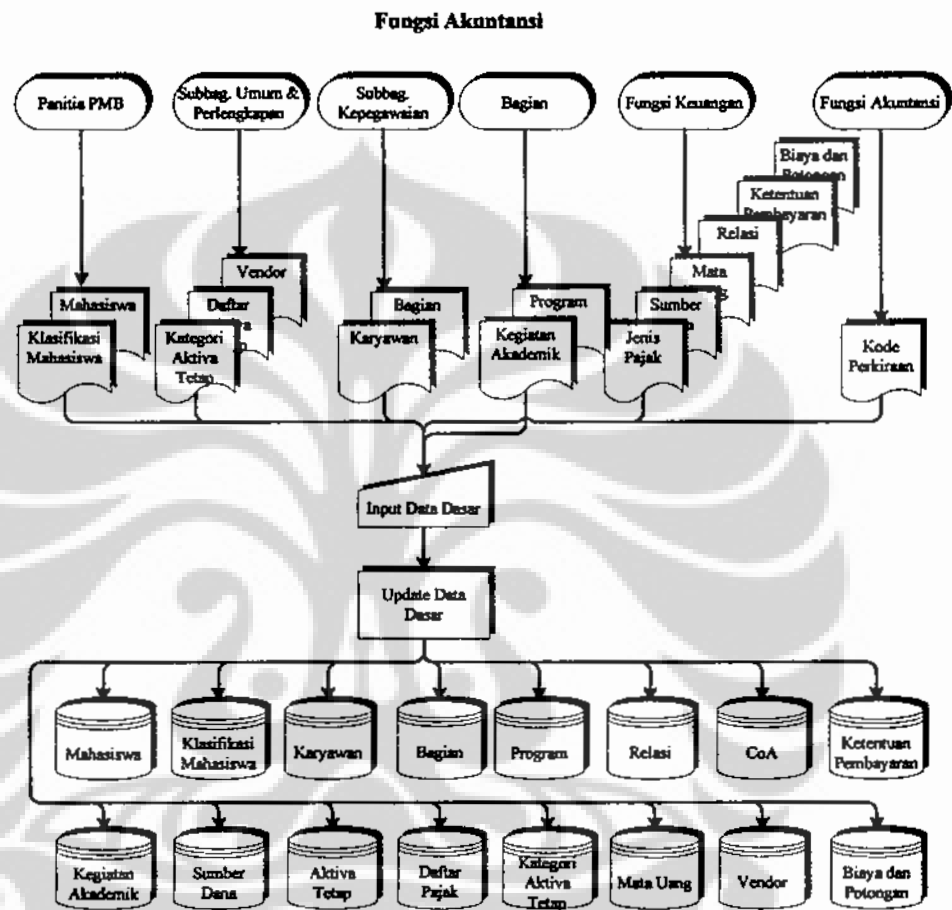 Fungsi Akuntansi
Panitia PMB
Subbag. Umum &
Perlengkapan
Subbag.
Kepegawaian
Bagian
Fungsi Keuangan
Fungsi Akuntansi
Biaya dan
Potongan
Ketentuan
Pembayaran
Relasi
Mata
Vendor
Daftar
Sumber
Mahasiswa
Bagian
Program
Klasifikasi
Mahasiswa
Kategori
Aktiva
Tetap
Karyawan
Kegiatan
Akademik
Jenis
Pajak
Kode
Perkiraan
Input Data Dasar
Update Data
Dasar
Mahasiswa
Klasifikasi
Mahasiswa
Karyawan
Bagian
Program
Relasi
CoA
Ketentuan
Pembayaran
Kegiatan
Akademik
Sumber
Dana
Aktiva
Tetap
Daftar
Pajak
Kategori
Aktiva
Tetap
Mata Uang
Vendor
Biaya dan
Potongan